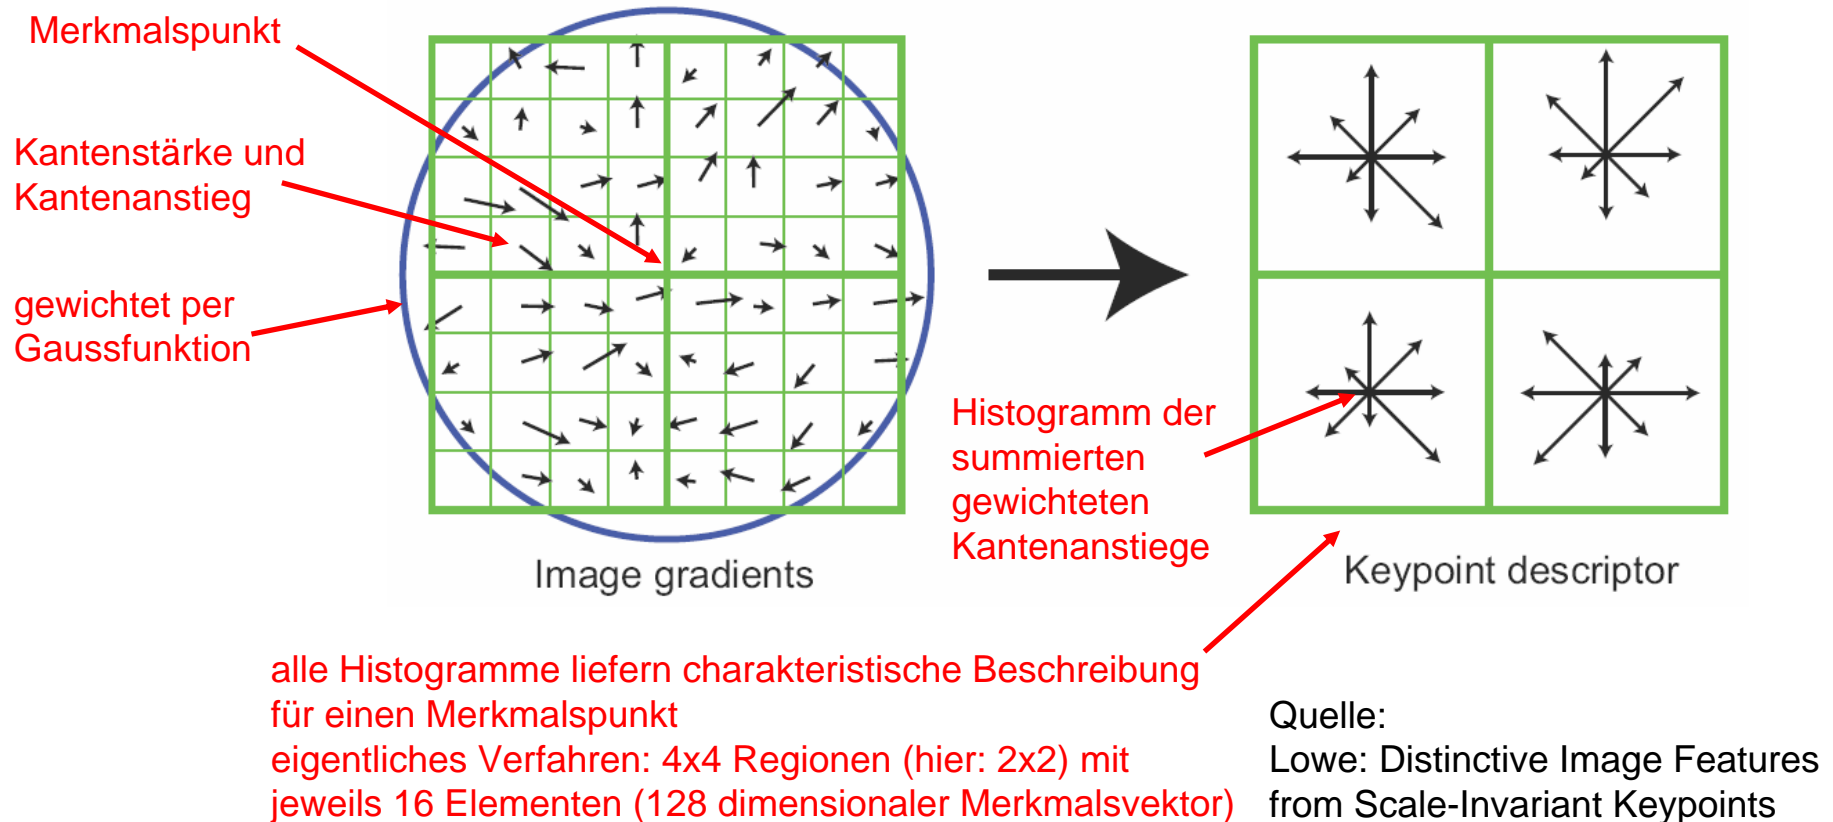 Merkmalspunkt
Kantenstärke und
Kantenanstieg
gewichtet per
Gaussfunktion
Histogramm der
summierten
gewichteten
Kantenanstiege
Image gradients
Keypoint descriptor
alle Histogramme liefern charakteristische Beschreibung
für einen Merkmalspunkt
eigentliches Verfahren: 4x4 Regionen (hier: 2x2) mit
jeweils 16 Elementen (128 dimensionaler Merkmalsvektor)
Quelle:
Lowe: Distinctive Image Features
from Scale-Invariant Keypoints